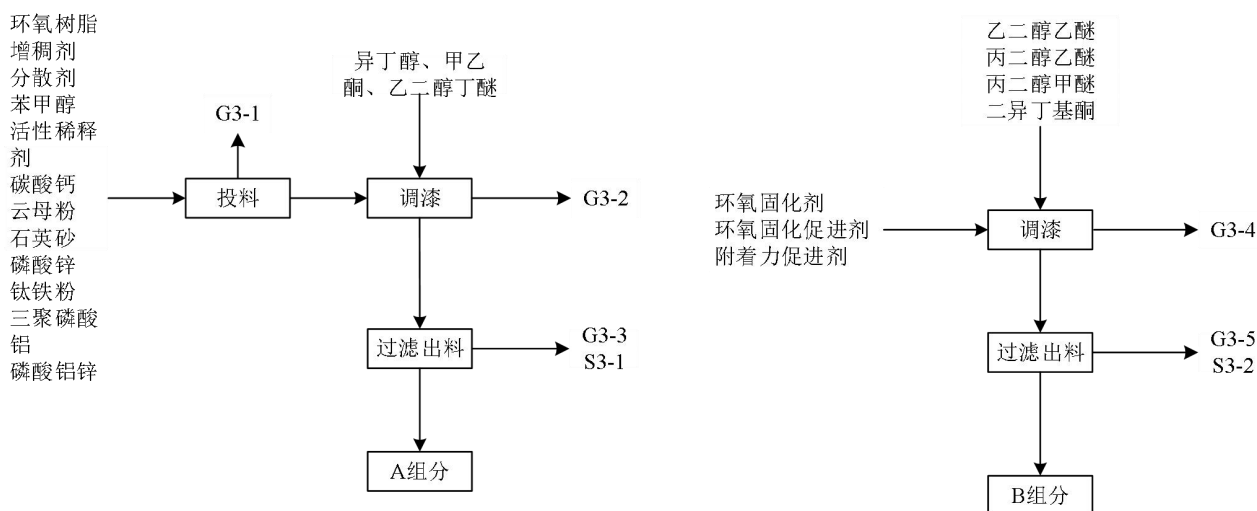 环氧树脂
增稠剂
分散剂
苯甲醇
活性稀释
剂
碳酸钙
云母粉
石英砂
磷酸锌
钛铁粉
三聚磷酸
铝
磷酸铝锌
G3-1
投料
异丁醇、甲乙
酮、乙二醇丁醚
调漆
G3-2
过滤出料
G3-3
S3-1
A组分
乙二醇乙醚
丙二醇乙醚
丙二醇甲醚
二异丁基酮
环氧固化剂
环氧固化促进剂
附着力促进剂
调漆
G3-4
过滤出料
G3-5
S3-2
B组分